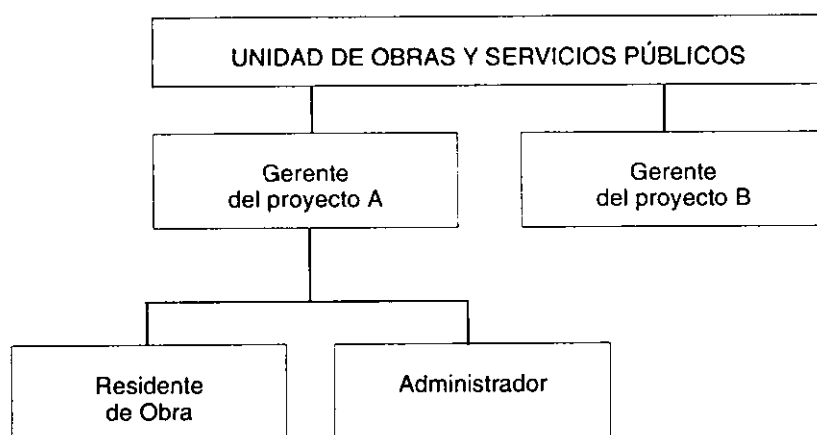 UNIDAD DE OBRAS Y SERVICIOS PÚBLICOS
Gerente
del proyecto A
Gerente
del proyecto B
Residente
de Obra
Administrador